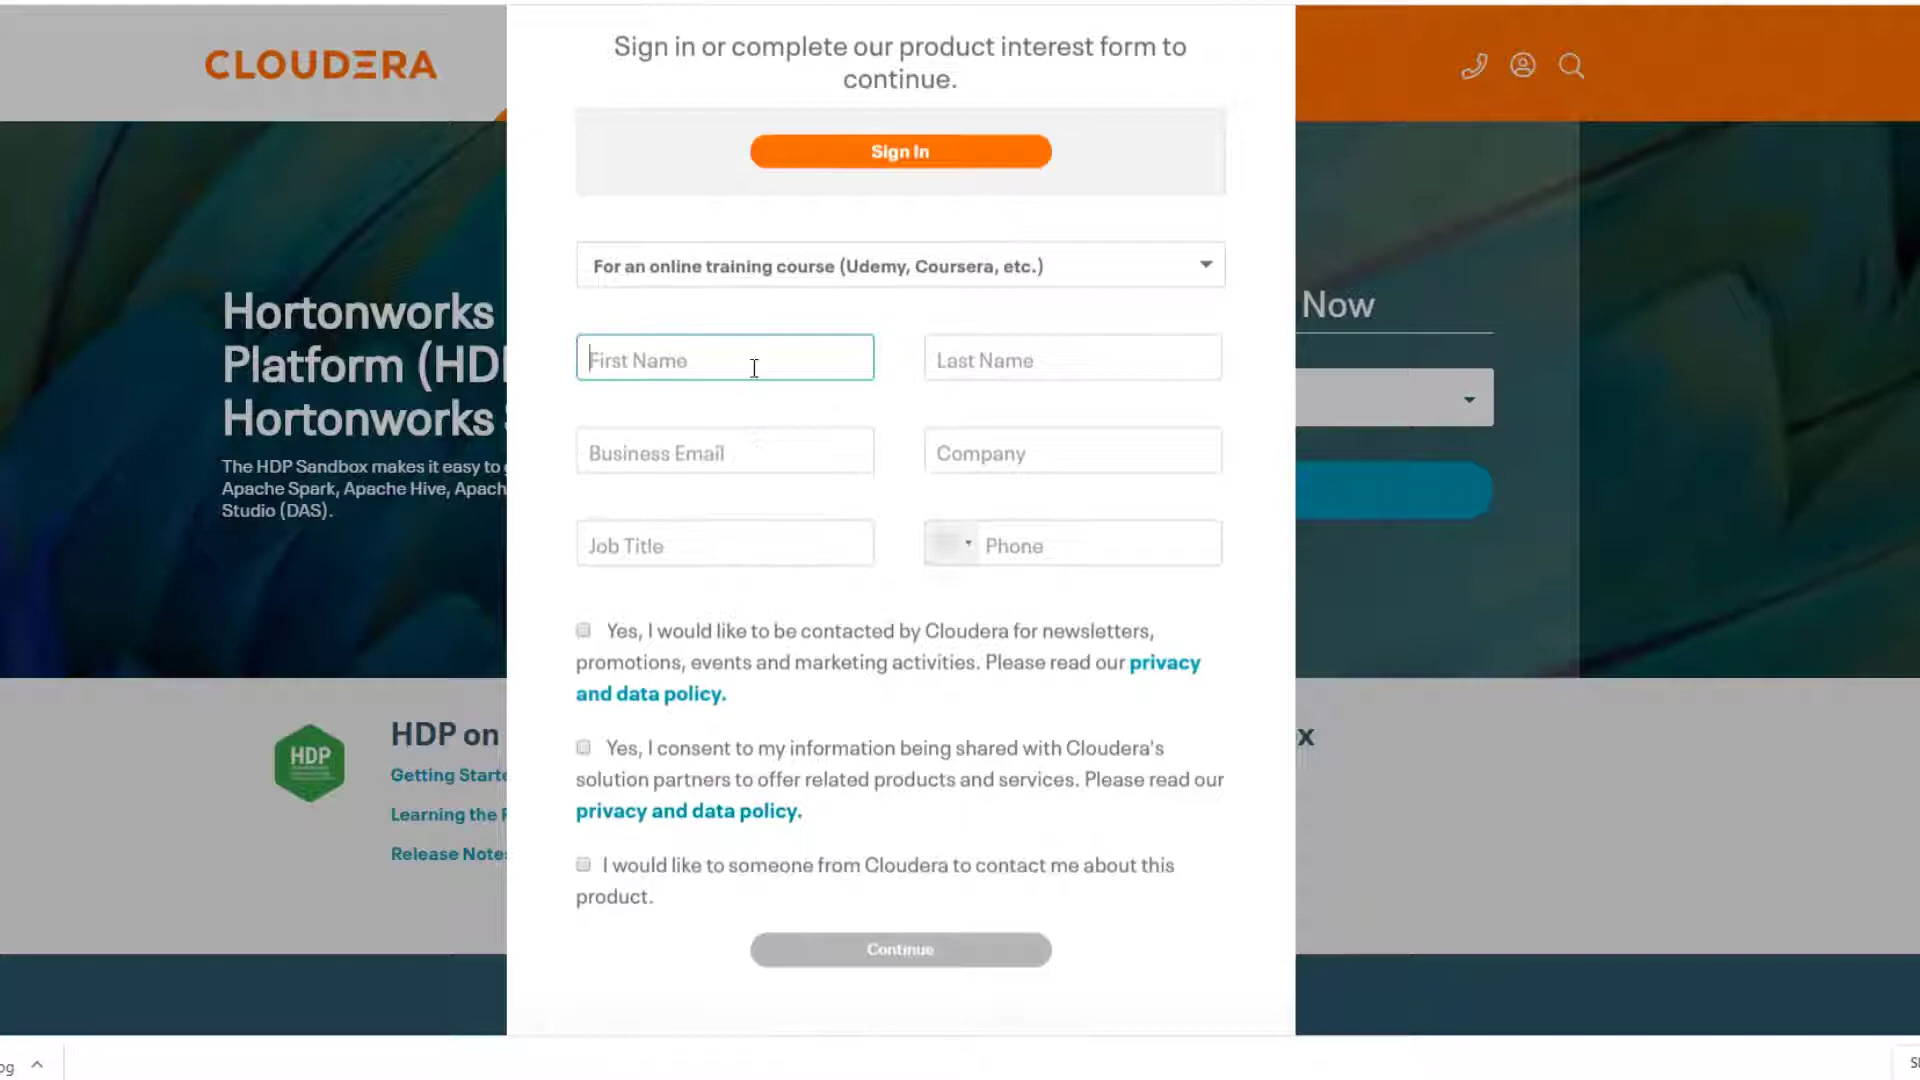 Sign in or complete our product interest form to
continue.
CLOUDERA
Sign In
For an online training course (Udemy, Coursera, etc.)
Hortonworks
Platform (HDP
Hortonworks
Now
First Name
Last Name
Business Email
Company
The HDP Sandbox makes it easy to
Apache Spark, Apache Hive, Apach
Studio (DAS).
Job Title
Phone
Yes, I would like to be contacted by Cloudera for newsletters,
promotions, events and marketing activities. Please read our privacy
and data policy.
HDP
HDP on
Getting Starte
Learning the
Release Note
x
Yes, I consent to my information being shared with Cloudera's
solution partners to offer related products and services. Please read our
privacy and data policy.
I would like to someone from Cloudera to contact me about this
product.
Continue